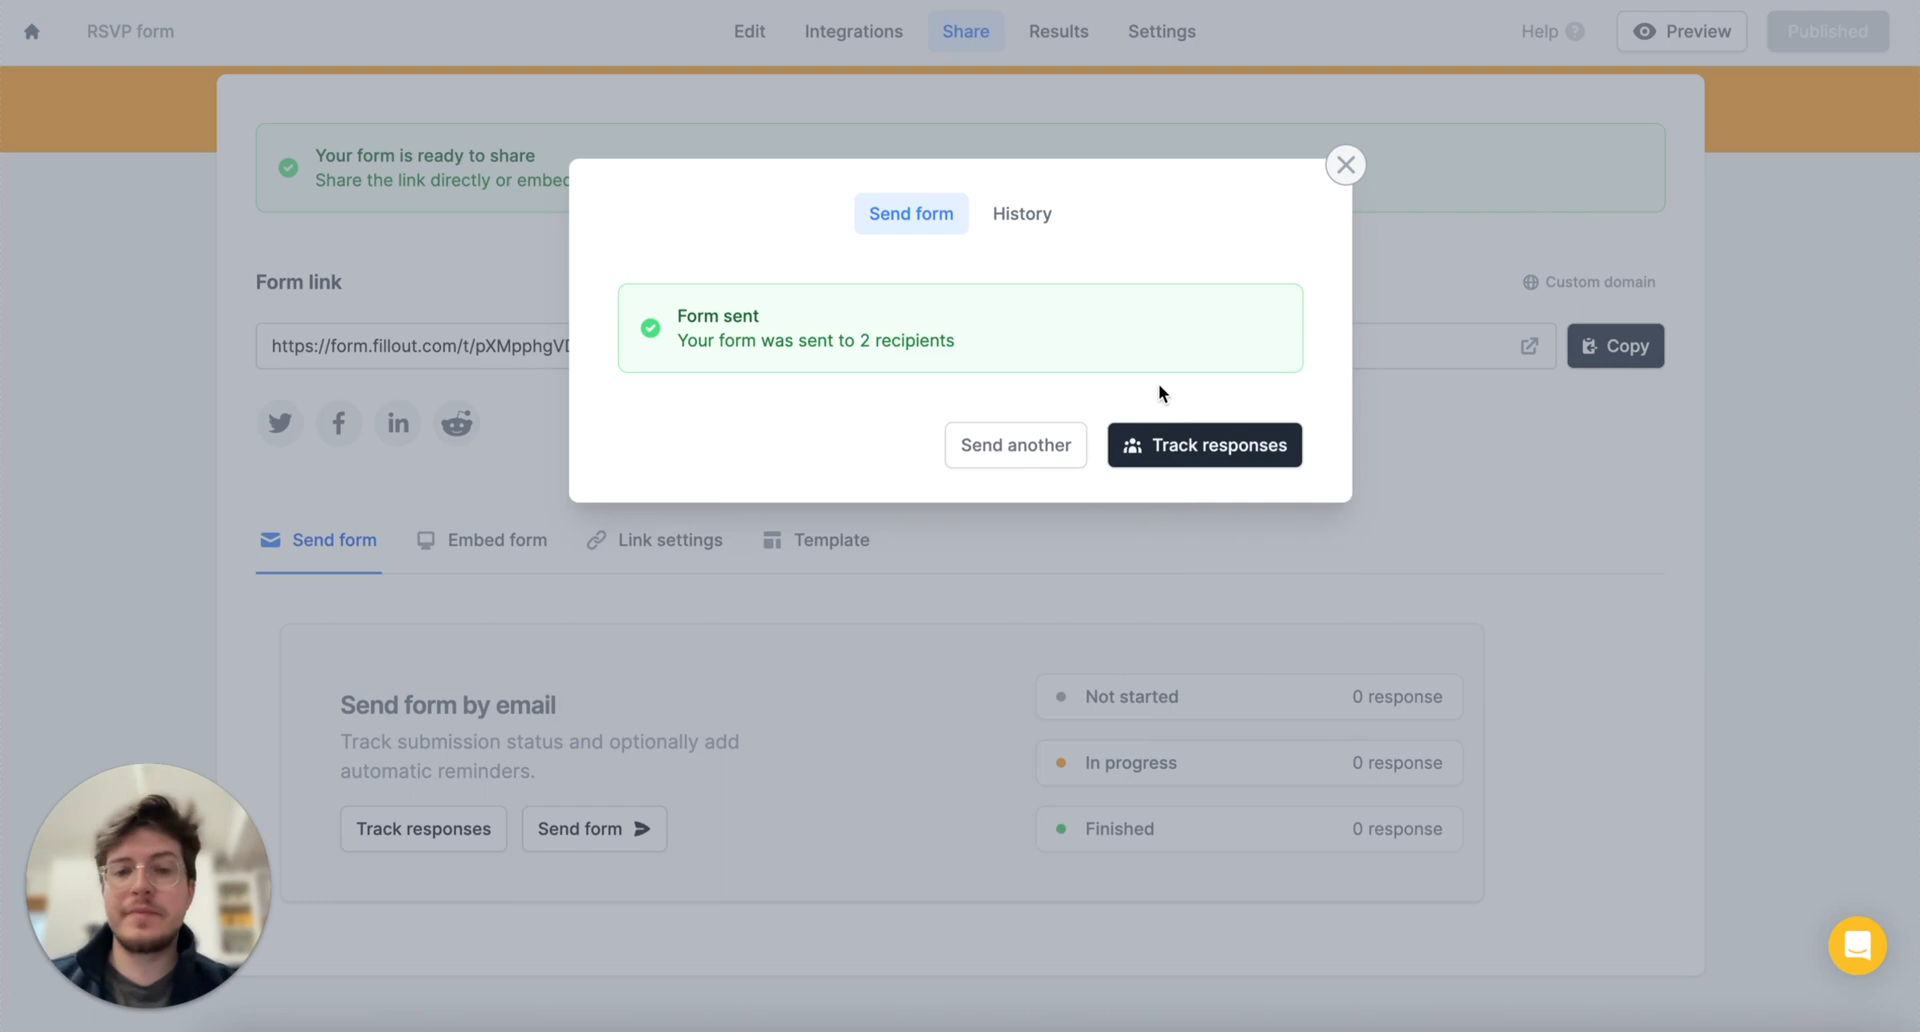 RSVP form
Edit
Integrations
Share
Results
Settings
Help ?
Preview
Published
Your form is ready to share
Share the link directly or embed
Send form
History
Form sent
Your form was sent to 2 recipients
Send another
Track responses
Form link
Custom domain
https://form.fillout.com/t/pXMpphgV
Copy
Send form
Embed form
Link settings
Template
Send form by email
Track submission status and optionally add
automatic reminders.
Track responses
Send form
Not started
0 response
In progress
0 response
Finished
0 response